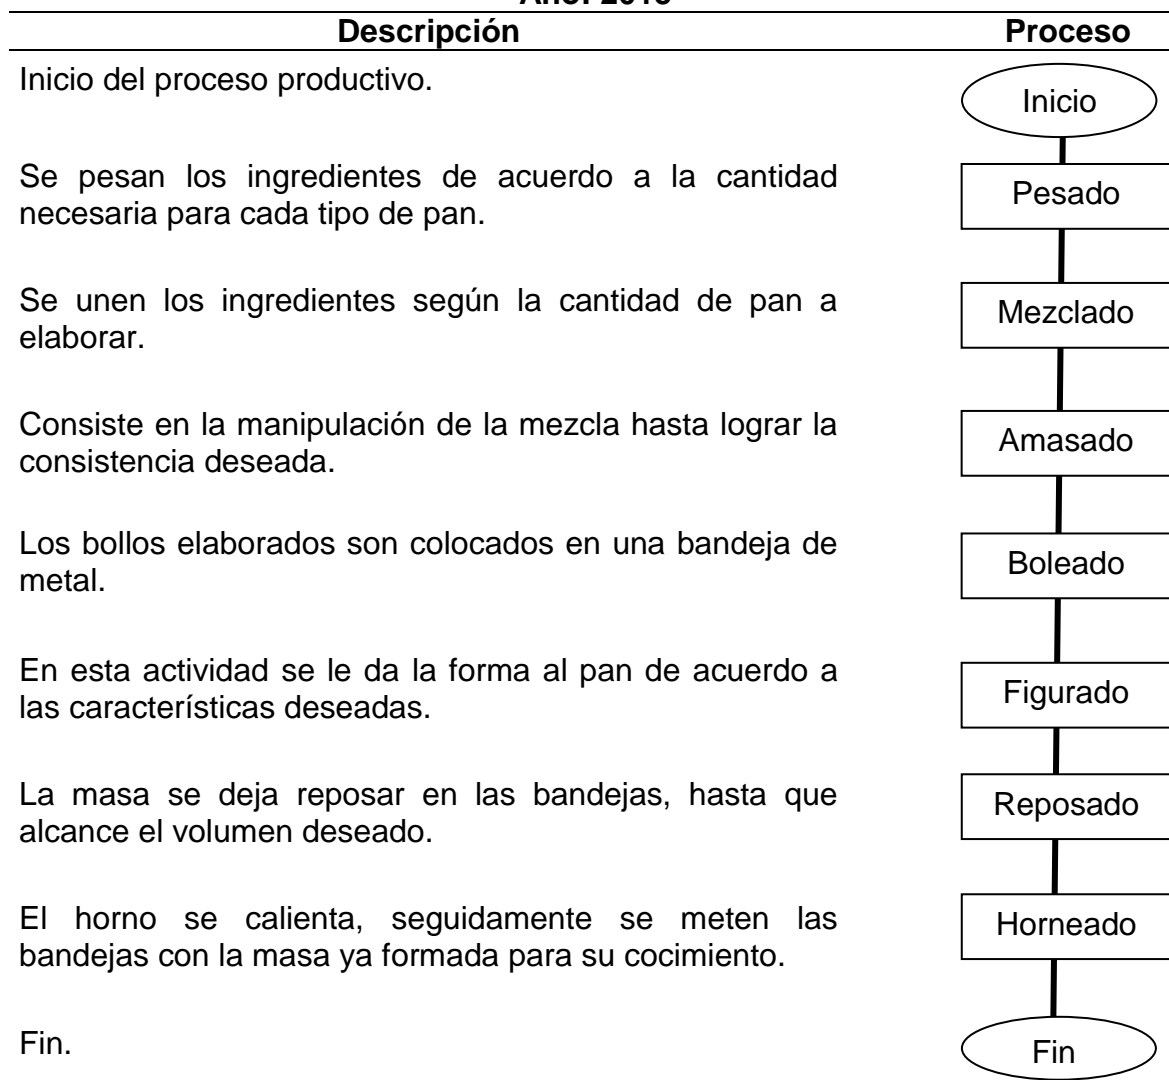 Descripción Proceso
Inicio del proceso productivo.
Inicio
Se pesan los ingredientes de acuerdo a la cantidad
necesaria para cada tipo de pan.
Pesado
Se unen los ingredientes según la cantidad de pan a
elaborar.
Mezclado
Consiste en la manipulación de la mezcla hasta lograr la
consistencia deseada.
Amasado
Los bollos elaborados son colocados en una bandeja de
metal.
Boleado
En esta actividad se le da la forma al pan de acuerdo a
las características deseadas.
Figurado
La masa se deja reposar en las bandejas, hasta que
alcance el volumen deseado.
Reposado
El horno se calienta, seguidamente se meten las
bandejas con la masa ya formada para su cocimiento.
Horneado
Fin.
Fin